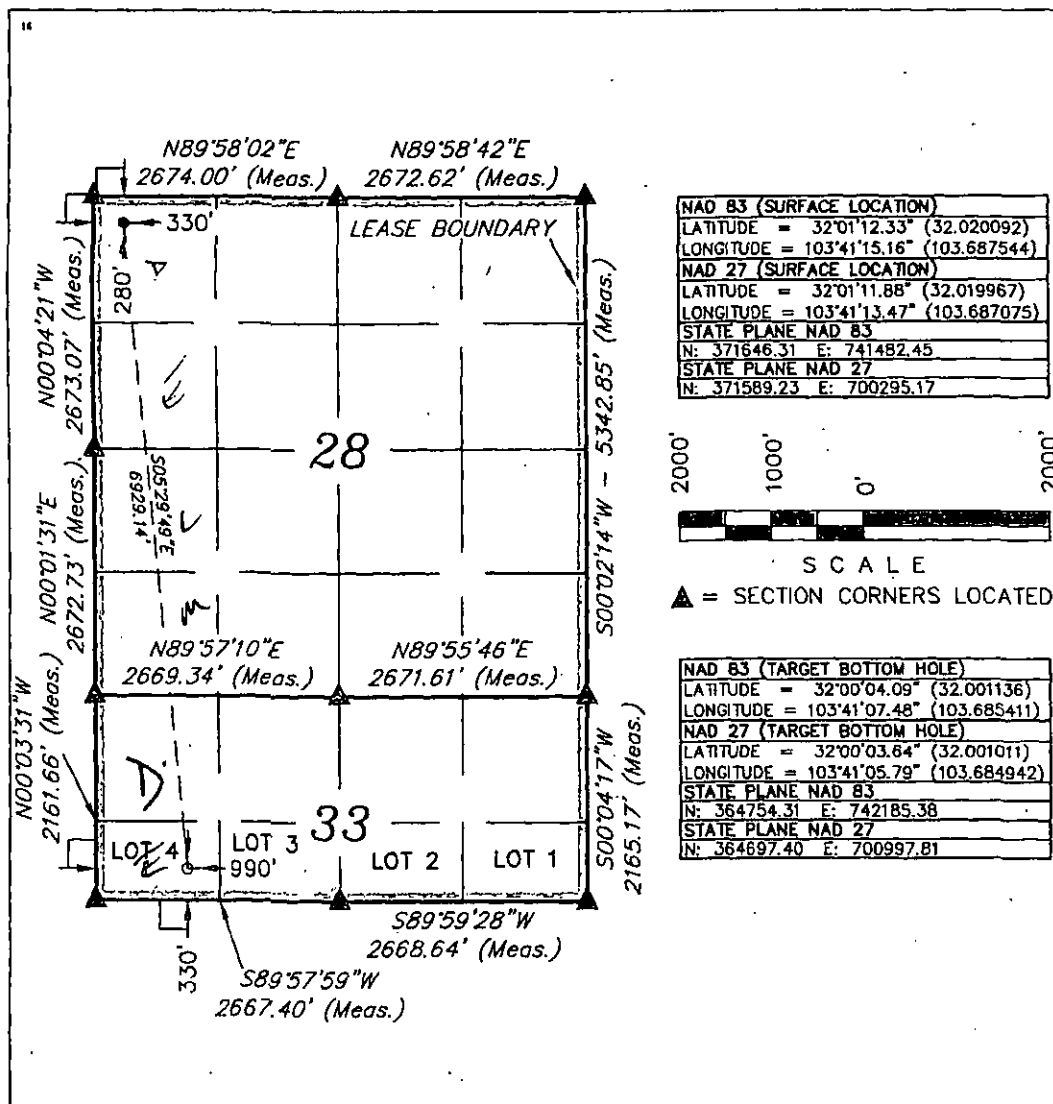 16
N89°58'02"E
2674.00' (Meas.)
N89°58'42"E
2672.62' (Meas.)
330'
LEASE BOUNDARY
280'
N00°04'21"W
2673.07' (Meas.)
S00°02'14"W - 5342.85' (Meas.)
28
S05°29'49"E
6929.14'
N00°01'31"E
2672.73' (Meas.)
N89°57'10"E
2669.34' (Meas.)
N89°55'46"E
2671.61' (Meas.)
N00°03'31"W
2161.66' (Meas.)
D
33
S00°04'17"W
2165.17' (Meas.)
LOT 4
LOT 3
LOT 2
LOT 1
990'
330'
S89°59'28"W
2668.64' (Meas.)
S89°57'59"W
2667.40' (Meas.)
NAD 83 (SURFACE LOCATION)
LATITUDE = 32°01'12.33" (32.020092)
LONGITUDE = 103°41'15.16" (103.687544)
NAD 27 (SURFACE LOCATION)
LATITUDE = 32°01'11.88" (32.019967)
LONGITUDE = 103°41'13.47" (103.687075)
STATE PLANE NAD 83
N: 371646.31 E: 741482.45
STATE PLANE NAD 27
N: 371589.23 E: 700295.17
2000' 1000' 0' 2000'
SCALE
▲ = SECTION CORNERS LOCATED
NAD 83 (TARGET BOTTOM HOLE)
LATITUDE = 32°00'04.09" (32.001136)
LONGITUDE = 103°41'07.48" (103.685411)
NAD 27 (TARGET BOTTOM HOLE)
LATITUDE = 32°00'03.64" (32.001011)
LONGITUDE = 103°41'05.79" (103.684942)
STATE PLANE NAD 83
N: 364754.31 E: 742185.38
STATE PLANE NAD 27
N: 364697.40 E: 700997.81